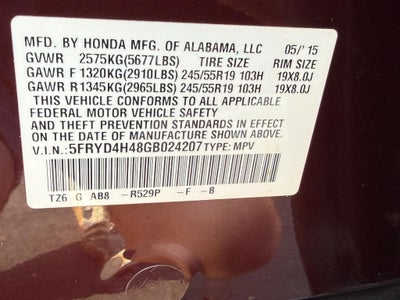 MFD. BY HONDA MFG. OF ALABAMA, LLC 05/'15
GVWR 2575KG(5677LBS) TIRE SIZE RIM SIZE
GAWR F 1320KG(2910LBS) 245/55R19 103H 19X8.0J
GAWR R1345KG(2965LBS) 245/55R19 103H 19X8.0J
THIS VEHICLE CONFORMS TO ALL APPLICABLE
FEDERAL MOTOR VEHICLE SAFETY
AND THEFT PREVENTION STANDARDS IN EFFECT
ON THE DATE OF MANUFACTURE SHOWN ABOVE.
V.I.N.:5FRYD4H48GB024207 TYPE: MPV
TZ6 G AB8 -R529P -F -B